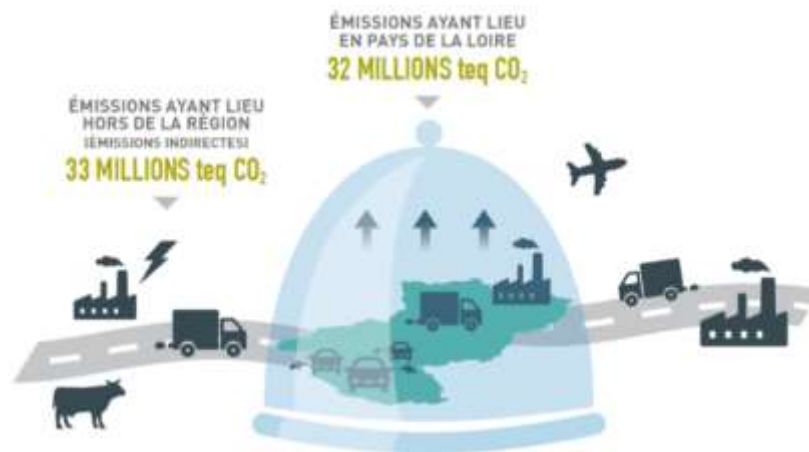 ÉMISSIONS AYANT LIEU
EN PAYS DE LA LOIRE
32 MILLIONS teq CO₂
ÉMISSIONS AYANT LIEU
HORS DE LA RÉGION
(ÉMISSIONS INDIRECTES)
33 MILLIONS teq CO₂